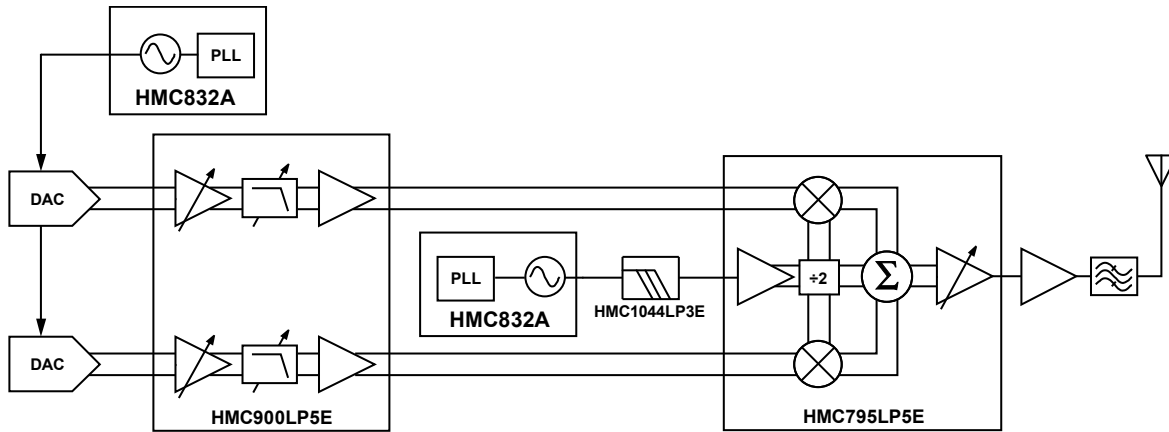 PLL
HMC832A
DAC
PLL
HMC832A
HMC1044LP3E
÷2
Σ
DAC
HMC900LP5E
HMC795LP5E